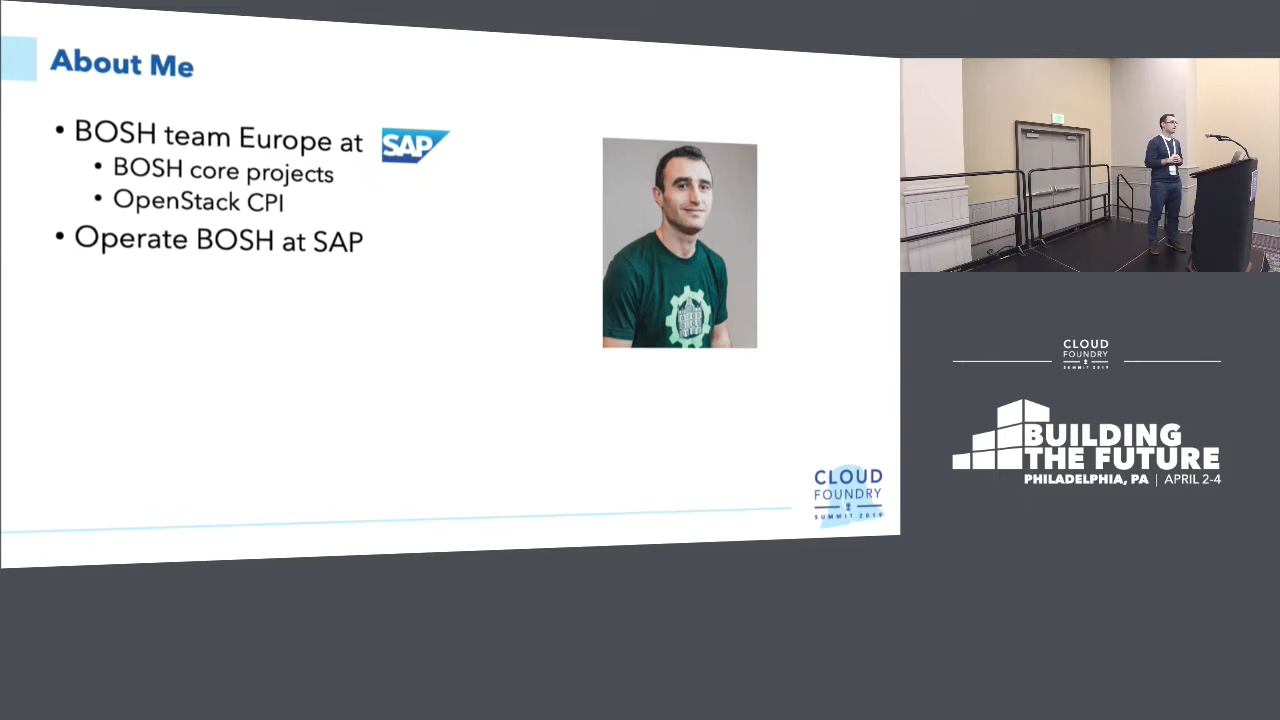 About Me
• BOSH team Europe at SAP
• BOSH core projects
• OpenStack CPI
• Operate BOSH at SAP
CLOUD
FOUNDRY
SUMMIT 2019
CLOUD
FOUNDRY
SUMMIT 2019
BUILDING
THE FUTURE
PHILADELPHIA, PA | APRIL 2-4